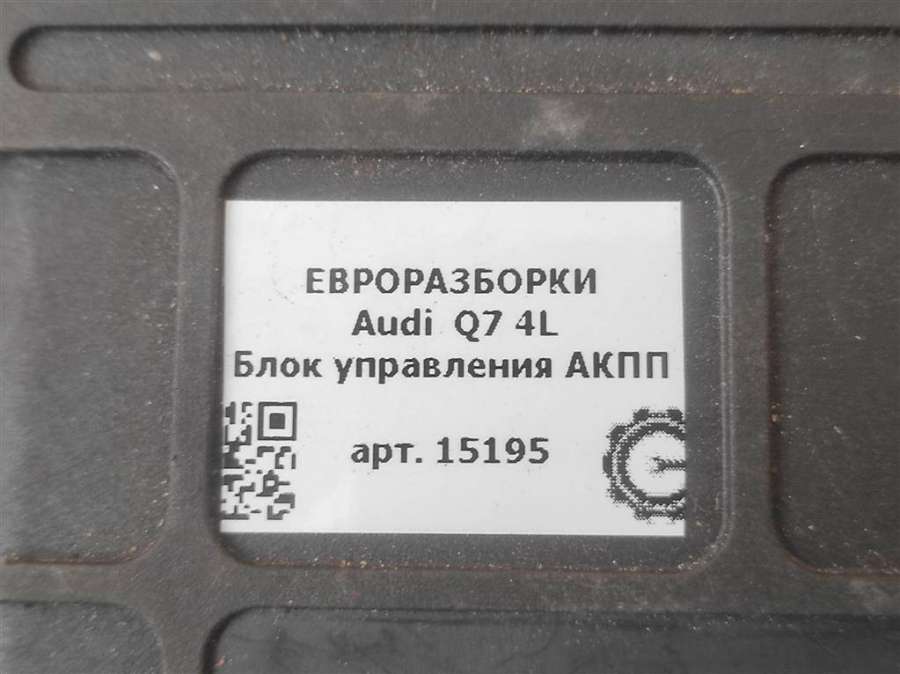 ЕВРОРАЗБОРКИ
Audi Q7 4L
Блок управления АКПП
арт. 15195